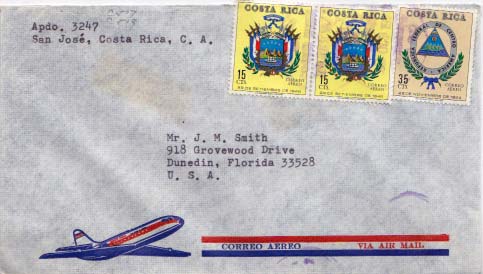 Apdo. 3247
San José, Costa Rica, C. A.
COSTA RICA
15
CTS
CORREO
AEREO
COSTA RICA
15
CTS
CORREO
AEREO
COSTA RICA
35
CTS
CORREO
AEREO
Mr. J. M. Smith
918 Grovewood Drive
Dunedin, Florida 33528
U. S. A.
CORREO AEREO
VIA AIR MAIL